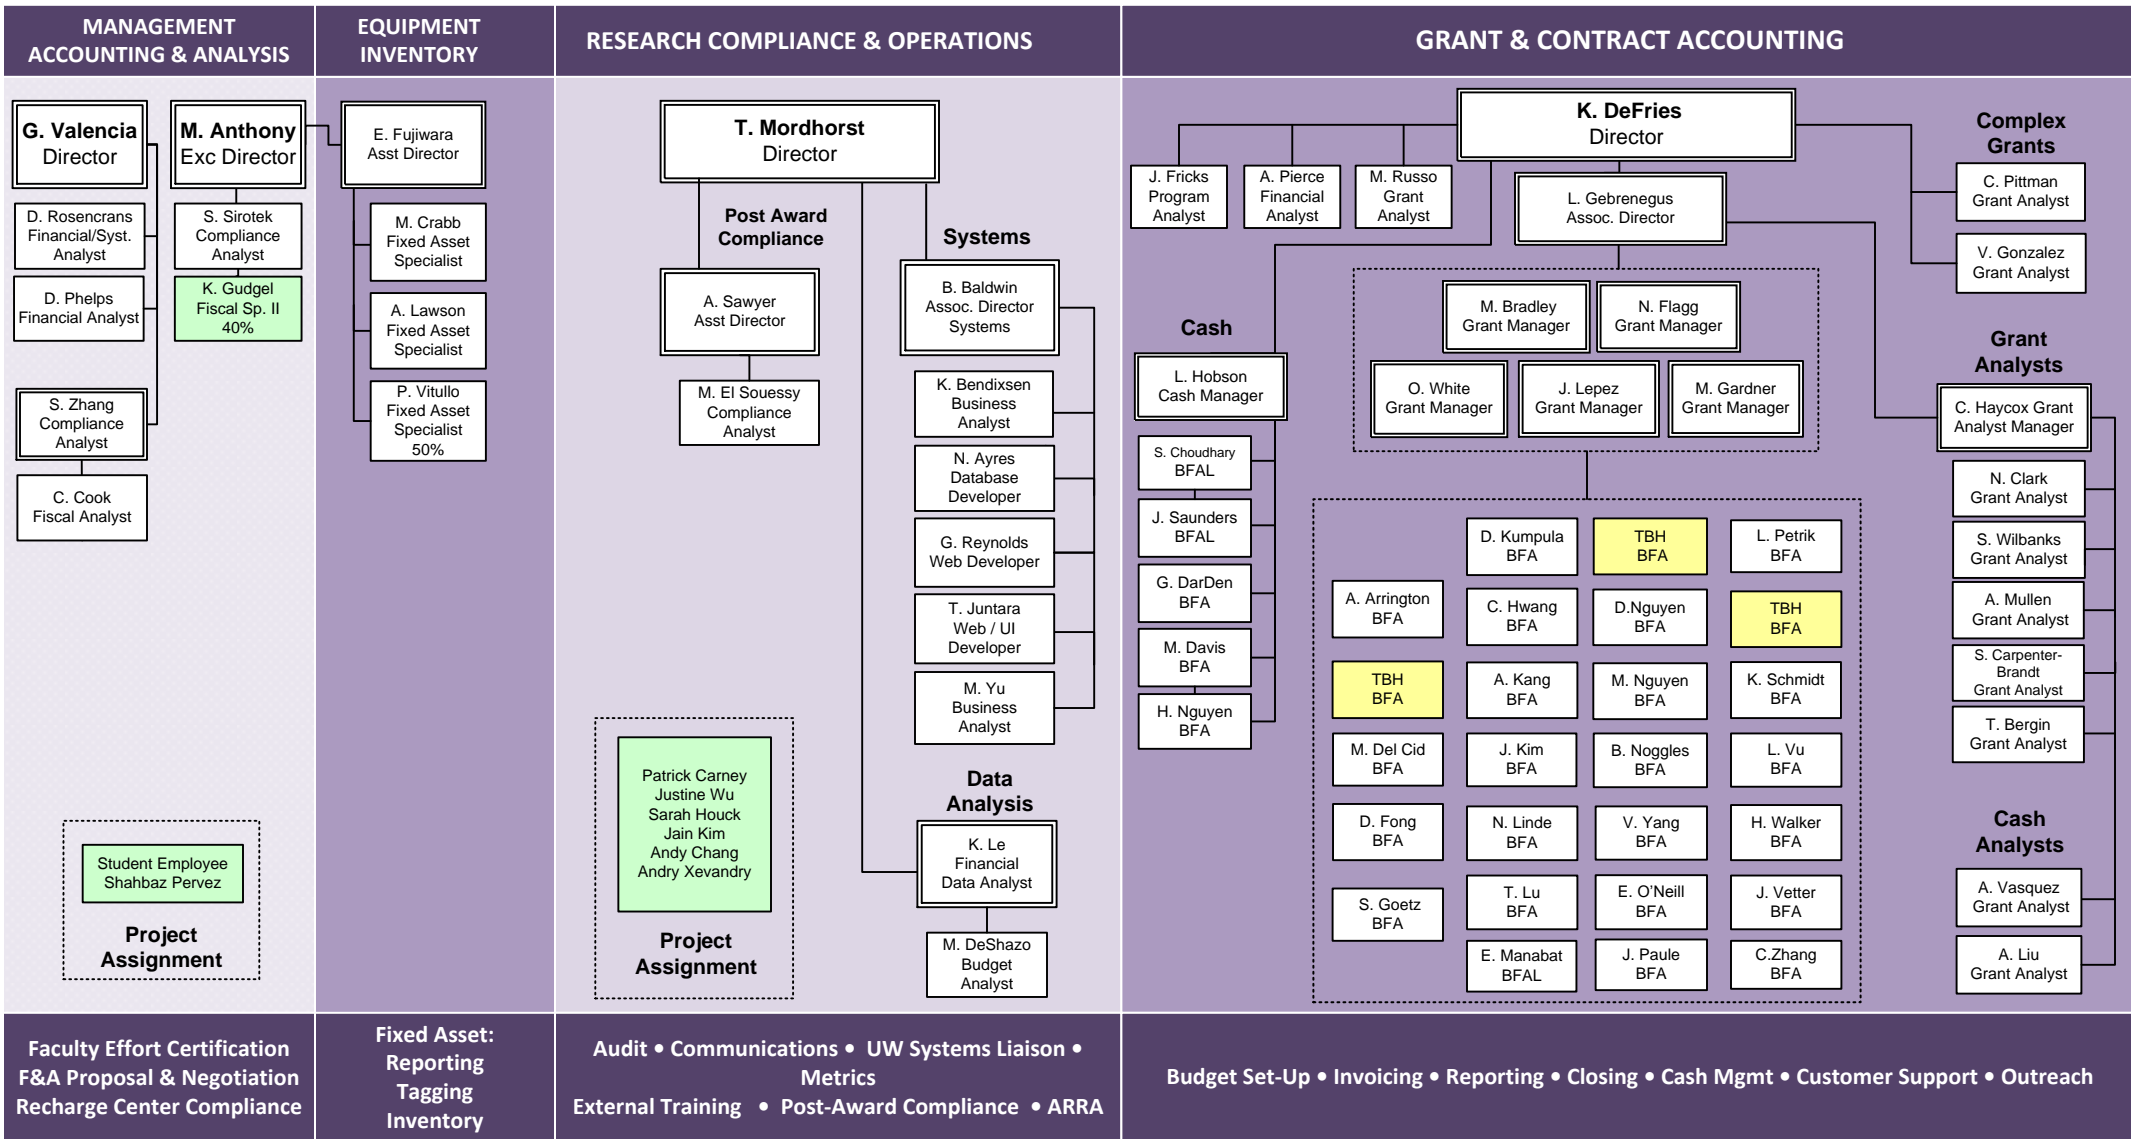 MANAGEMENT
ACCOUNTING & ANALYSIS
EQUIPMENT
INVENTORY
RESEARCH COMPLIANCE & OPERATIONS
GRANT & CONTRACT ACCOUNTING
G. Valencia
Director
D. Rosencrans
Financial/Syst.
Analyst
D. Phelps
Financial Analyst
S. Zhang
Compliance
Analyst
C. Cook
Fiscal Analyst
M. Anthony
Exc Director
S. Sirotek
Compliance
Analyst
K. Gudgel
Fiscal Sp. II
40%
Student Employee
Shahbaz Pervez
Project
Assignment
E. Fujiwara
Asst Director
M. Crabb
Fixed Asset
Specialist
A. Lawson
Fixed Asset
Specialist
P. Vitullo
Fixed Asset
Specialist
50%
T. Mordhorst
Director
Post Award
Compliance
A. Sawyer
Asst Director
M. El Souessy
Compliance
Analyst
Systems
B. Baldwin
Assoc. Director
Systems
K. Bendixsen
Business
Analyst
N. Ayres
Database
Developer
G. Reynolds
Web Developer
T. Juntara
Web / UI
Developer
M. Yu
Business
Analyst
Patrick Carney
Justine Wu
Sarah Houck
Jain Kim
Andy Chang
Andry Xevandry
Project
Assignment
Data
Analysis
K. Le
Financial
Data Analyst
M. DeShazo
Budget
Analyst
K. DeFries
Director
J. Fricks
Program
Analyst
A. Pierce
Financial
Analyst
M. Russo
Grant
Analyst
L. Gebrenegus
Assoc. Director
Complex
Grants
C. Pittman
Grant Analyst
V. Gonzalez
Grant Analyst
Cash
L. Hobson
Cash Manager
S. Choudhary
BFAL
J. Saunders
BFAL
G. DarDen
BFA
M. Davis
BFA
H. Nguyen
BFA
M. Bradley
Grant Manager
N. Flagg
Grant Manager
O. White
Grant Manager
J. Lepez
Grant Manager
M. Gardner
Grant Manager
D. Kumpula
BFA
TBH
BFA
L. Petrik
BFA
A. Arrington
BFA
C. Hwang
BFA
D.Nguyen
BFA
TBH
BFA
TBH
BFA
A. Kang
BFA
M. Nguyen
BFA
K. Schmidt
BFA
M. Del Cid
BFA
J. Kim
BFA
B. Noggles
BFA
L. Vu
BFA
D. Fong
BFA
N. Linde
BFA
V. Yang
BFA
H. Walker
BFA
S. Goetz
BFA
T. Lu
BFA
E. O'Neill
BFA
J. Vetter
BFA
E. Manabat
BFAL
J. Paule
BFA
C.Zhang
BFA
Grant
Analysts
C. Haycox Grant
Analyst Manager
N. Clark
Grant Analyst
S. Wilbanks
Grant Analyst
A. Mullen
Grant Analyst
S. Carpenter-
Brandt
Grant Analyst
T. Bergin
Grant Analyst
Cash
Analysts
A. Vasquez
Grant Analyst
A. Liu
Grant Analyst
Faculty Effort Certification
F&A Proposal & Negotiation
Recharge Center Compliance
Fixed Asset:
Reporting
Tagging
Inventory
Audit • Communications • UW Systems Liaison •
Metrics
External Training • Post-Award Compliance • ARRA
Budget Set-Up • Invoicing • Reporting • Closing • Cash Mgmt • Customer Support • Outreach